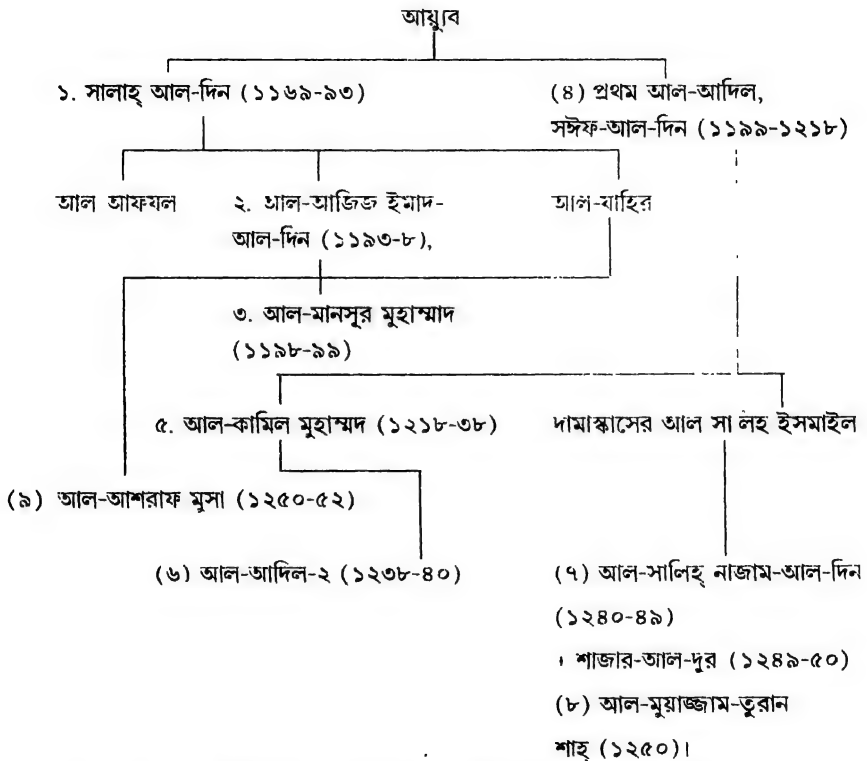 আয়ুবে
১. সালাহ্ আল-দিন (১১৬৯-৯৩)
(৪) প্রথম আল-আদিল,
সঈফ-আল-দিন (১১৯৯-১২১৮)
আল আফযল
২. আল-আজিজ ইমাদ-
আল-দিন (১১৯৩-৮),
আল-যাহির
৩. আল-মানসূর মুহাম্মাদ
(১১৯৮-৯৯)
৫. আল-কামিল মুহাম্মদ (১২১৮-৩৮)
দামাস্কাসের আল সালিহ ইসমাইল
(৯) আল-আশরাফ মুসা (১২৫০-৫২)
(৬) আল-আদিল-২ (১২৩৮-৪০)
(৭) আল-সালিহ্ নাজাম-আল-দিন
(১২৪০-৪৯)
। শাজার-আল-দুর (১২৪৯-৫০)
(৮) আল-মুয়াজ্জাম-তুরান
শাহ্ (১২৫০)।